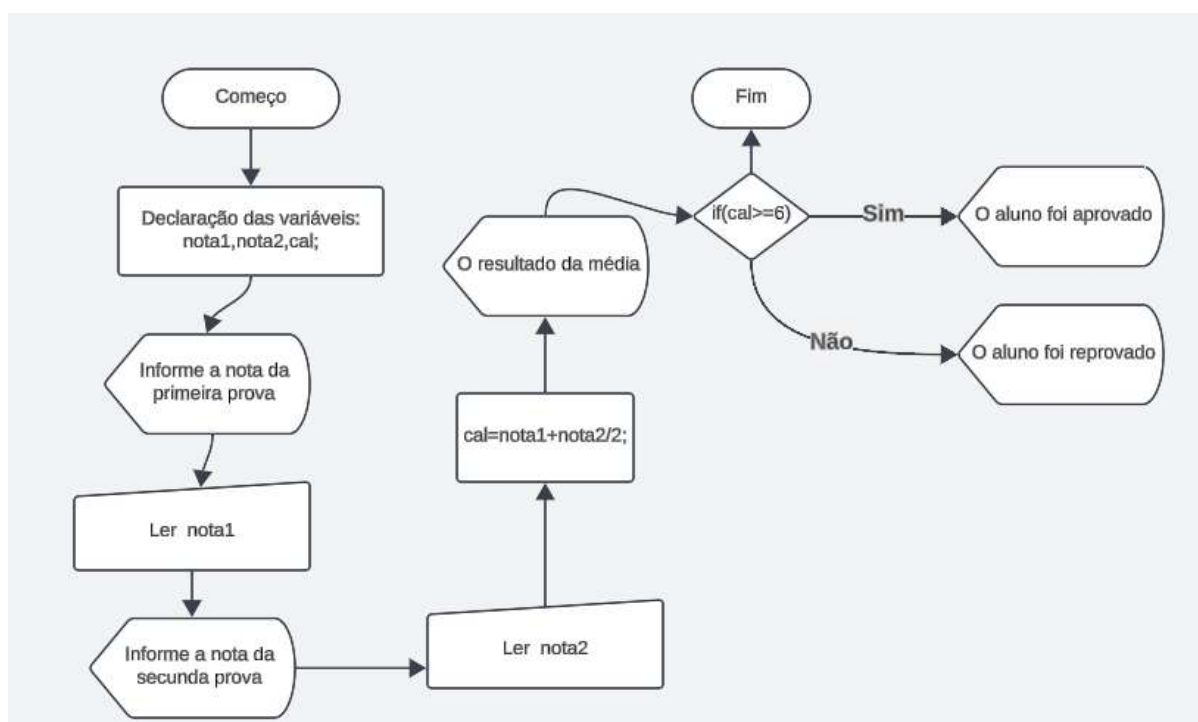 Começo
Declaração das variáveis:
nota1,nota2,cal;
Informe a nota da
primeira prova
Ler nota1
Informe a nota da
secunda prova
Ler nota2
cal=nota1+nota2/2;
O resultado da média
if(cal>=6)
Fim
Sim
O aluno foi aprovado
Não
O aluno foi reprovado